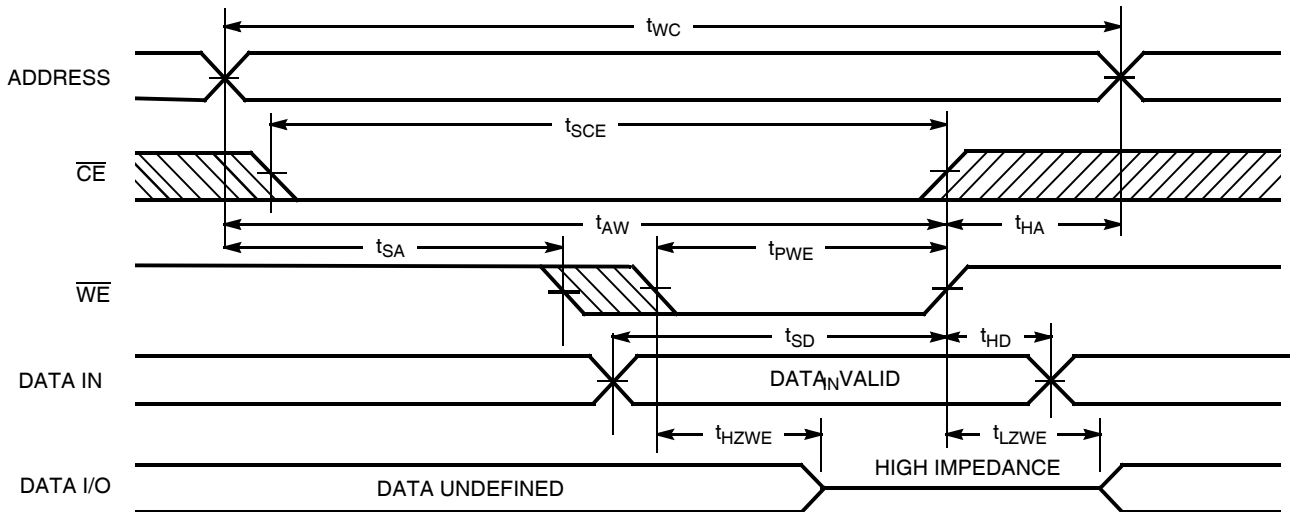 tWC
ADDRESS
tSCE
CE
tAW
tHA
tSA
tPWE
WE
tSD
tHD
DATA IN
DATAIN VALID
tHZWE
tLZWE
HIGH IMPEDANCE
DATA I/O
DATA UNDEFINED